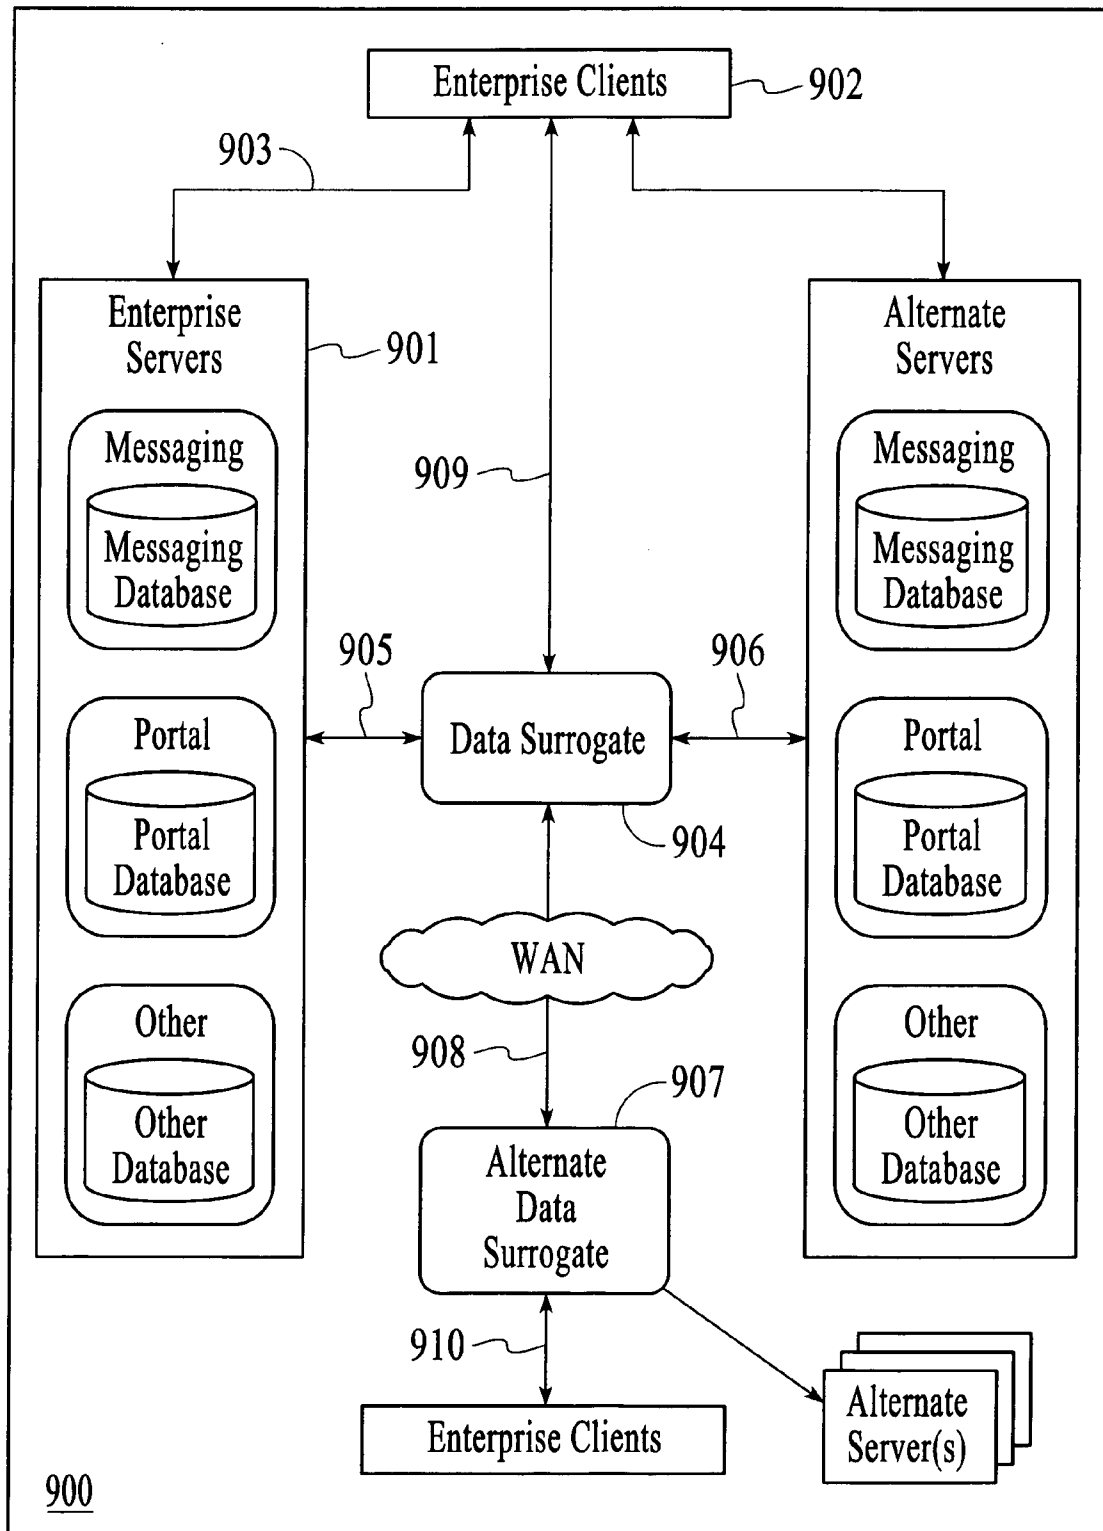 Enterprise Clients
902
903
Enterprise
Servers
901
Messaging
Messaging
Database
Portal
Portal
Database
Other
Other
Database
909
905
Data Surrogate
904
906
WAN
908
907
Alternate
Data
Surrogate
910
Enterprise Clients
Alternate
Servers
Messaging
Messaging
Database
Portal
Portal
Database
Other
Other
Database
Alternate
Server(s)
900